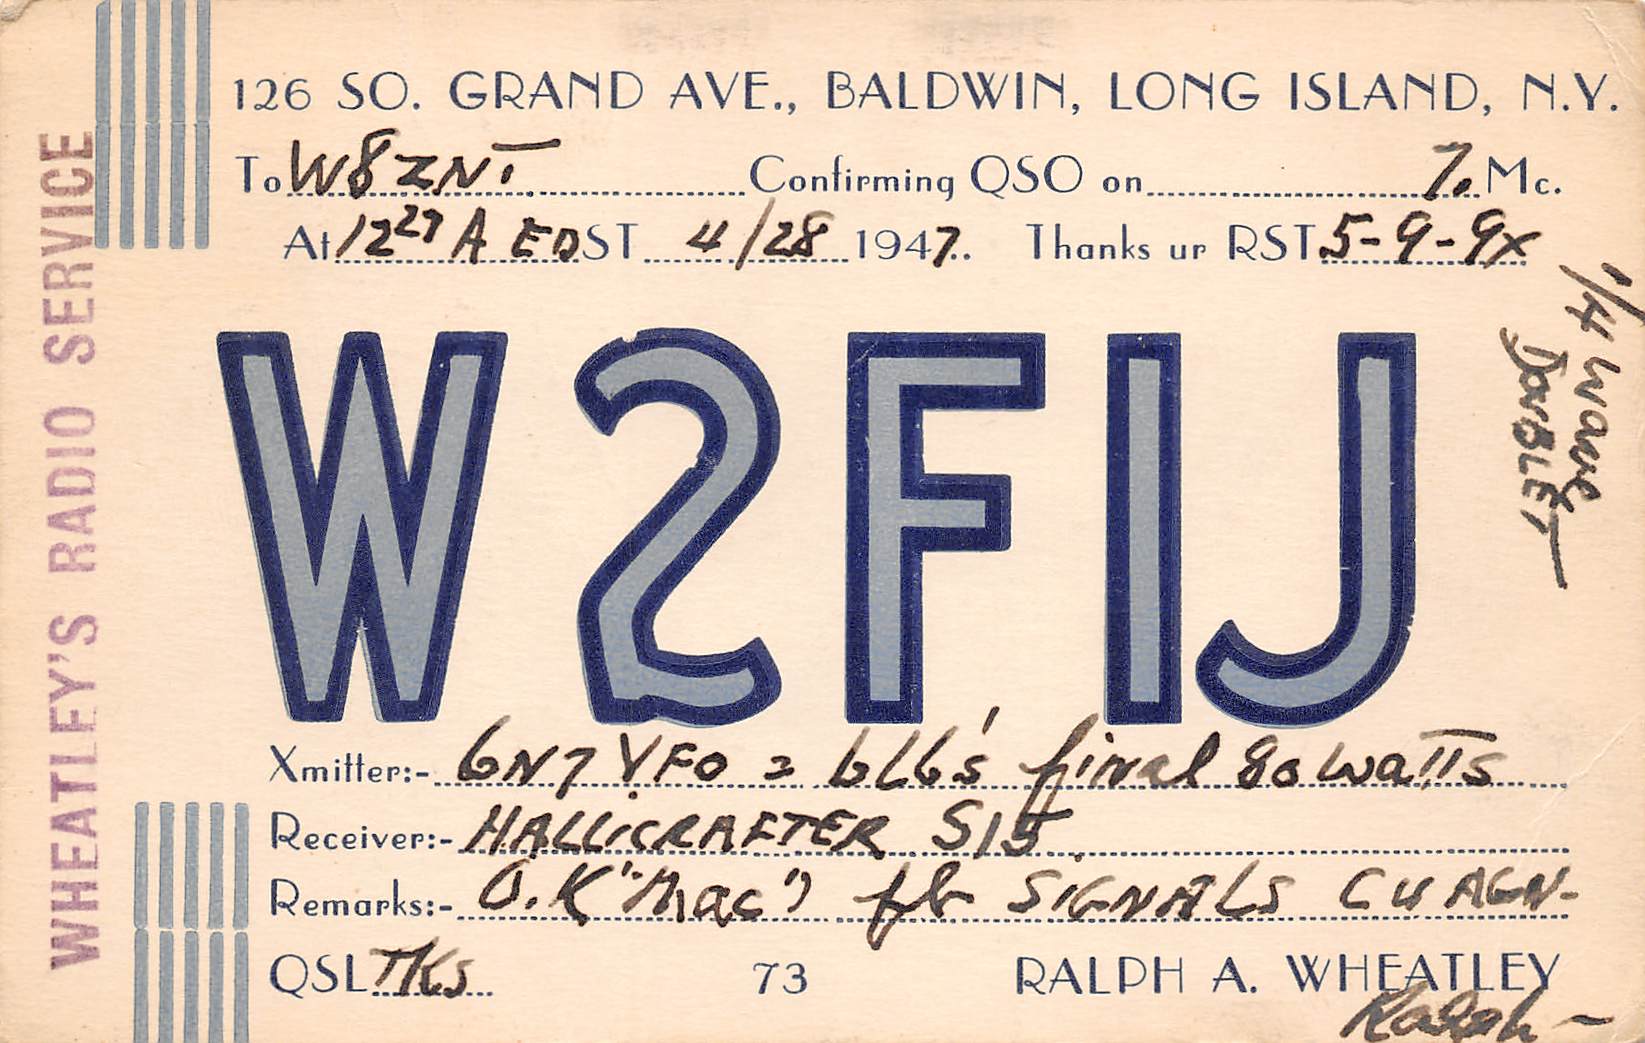 126 SO. GRAND AVE., BALDWIN, LONG ISLAND, N.Y.
To W8ZNT Confirming QSO on 7. Mc.
At 12 29 A EDST 4/28 1947. Thanks ur RST 5-9-9x
1/4 wave
DOUBLET
W2FIJ
Xmitter:- 6N7 VFO = 6L6's final 80 watts
Receiver:- HALLICRAFTER S15
Remarks:- O.K "Mac" fb SIGNALS CU AGN-
QSL TKS 73 RALPH A. WHEATLEY
Ralph -
WHEATLEY'S RADIO SERVICE